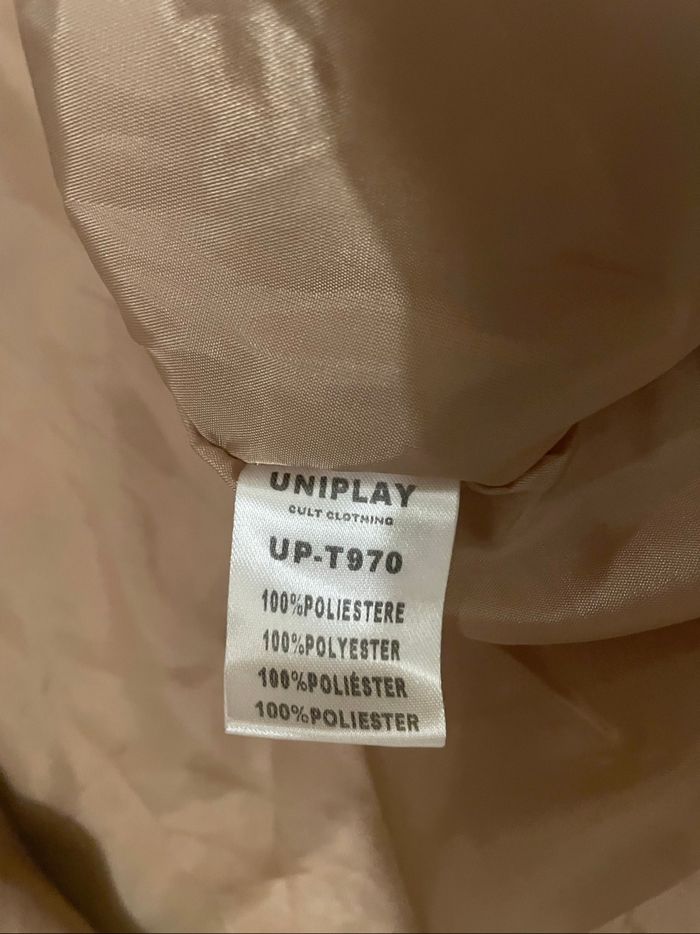 UNIPLAY
CULT CLOTHING
UP-T970
100%POLIESTERE
100%POLYESTER
100%POLIÉSTER
100%POLIESTER